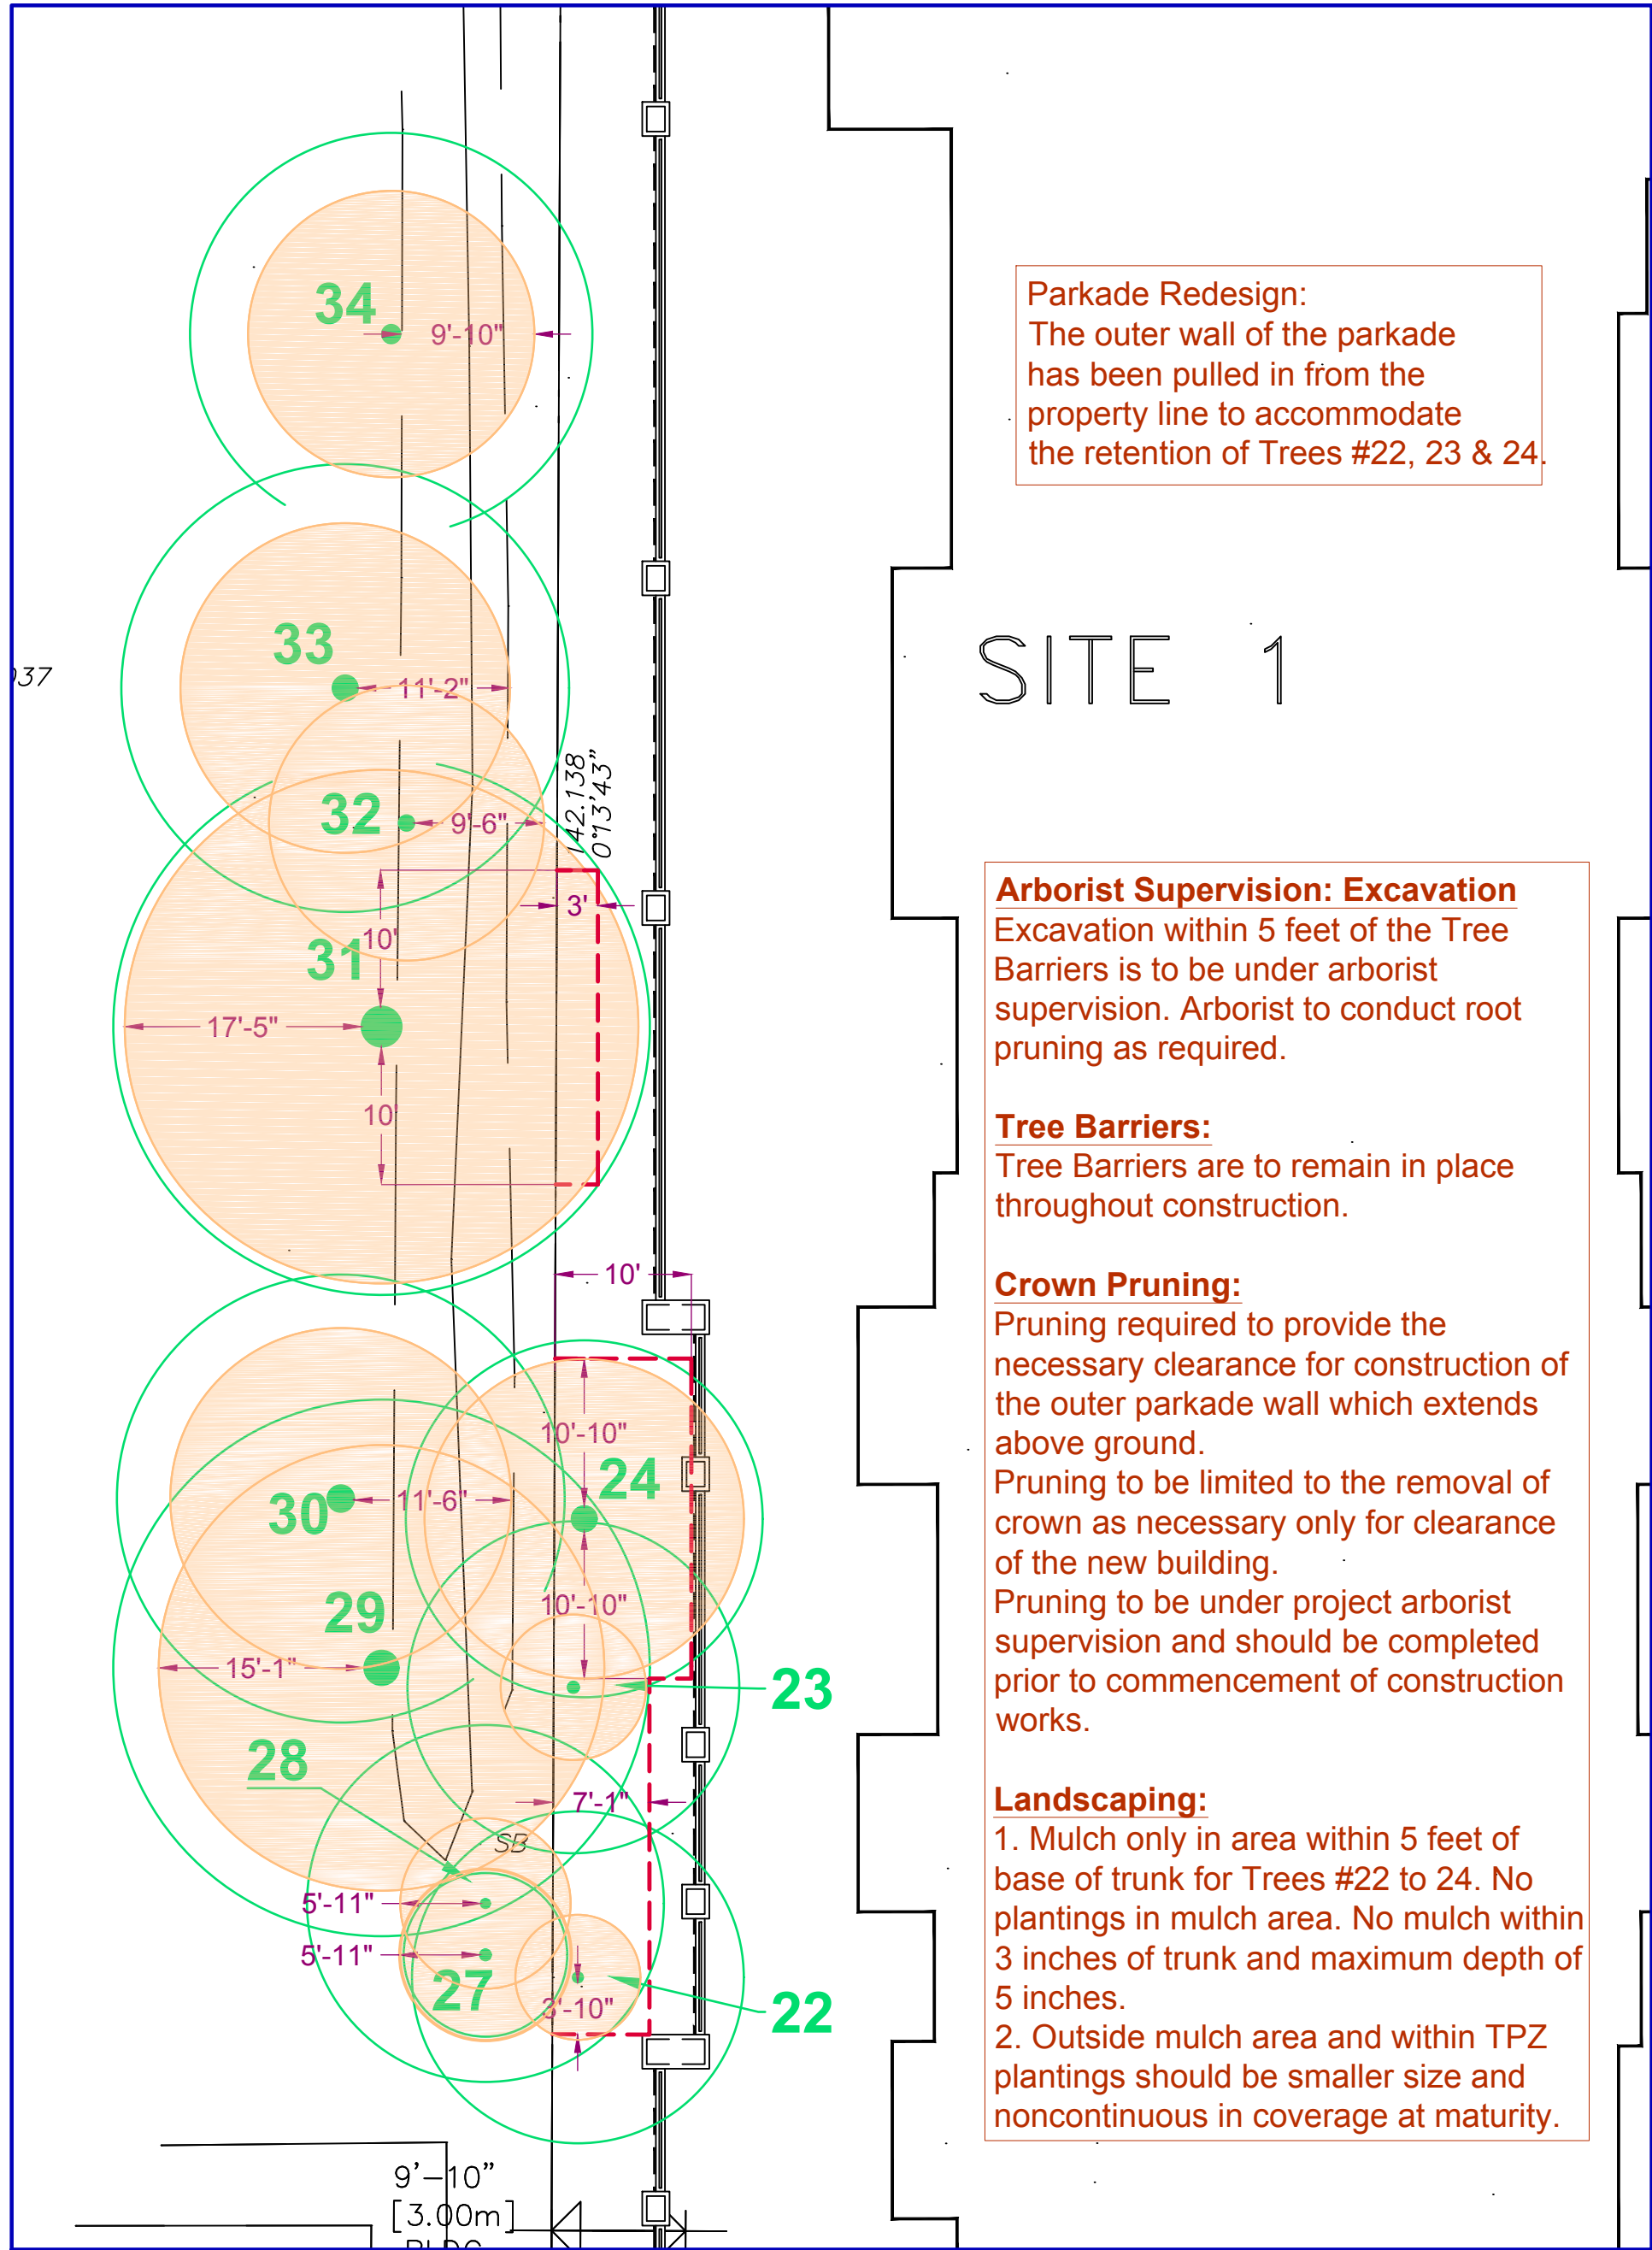 34
9'-10"
Parkade Redesign:
The outer wall of the parkade
has been pulled in from the
property line to accommodate
the retention of Trees #22, 23 & 24.
33
11'-2"
SITE 1
037
32
9'-6"
142.138
0°13'43"
3'
10'
31
17'-5"
10'
Arborist Supervision: Excavation
Excavation within 5 feet of the Tree
Barriers is to be under arborist
supervision. Arborist to conduct root
pruning as required.
Tree Barriers:
Tree Barriers are to remain in place
throughout construction.
Crown Pruning:
Pruning required to provide the
necessary clearance for construction of
the outer parkade wall which extends
above ground.
Pruning to be limited to the removal of
crown as necessary only for clearance
of the new building.
Pruning to be under project arborist
supervision and should be completed
prior to commencement of construction
works.
Landscaping:
1. Mulch only in area within 5 feet of
base of trunk for Trees #22 to 24. No
plantings in mulch area. No mulch within
3 inches of trunk and maximum depth of
5 inches.
2. Outside mulch area and within TPZ
plantings should be smaller size and
noncontinuous in coverage at maturity.
10'
10'-10"
24
30
11'-6"
10'-10"
29
15'-1"
23
28
7'-1"
SB
5'-11"
5'-11"
27
3'-10"
22
9'-10"
[3.00m]
BLDG